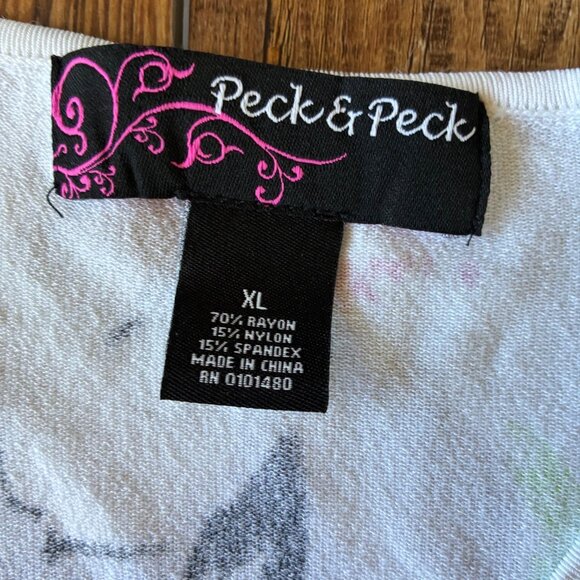 Peck & Peck
XL
70% RAYON
15% NYLON
15% SPANDEX
MADE IN CHINA
RN 0101480